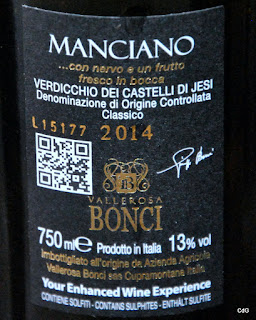 MANCIANO
...con nervo e un frutto
fresco in bocca
VERDICCHIO DEI CASTELLI DI JESI
Denominazione di Origine Controllata
Classico
L15177 2014
B
VALLEROSA
BONCI
750 ml e Prodotto in Italia 13% vol
Imbottigliato all'origine da Azienda Agricola
Vallerosa Bonci san Cupramontana Italia
Your Enhanced Wine Experience
CONTIENE SOLFITI - CONTAINS SULPHITES - ENTHÄLT SULFITE
CdG